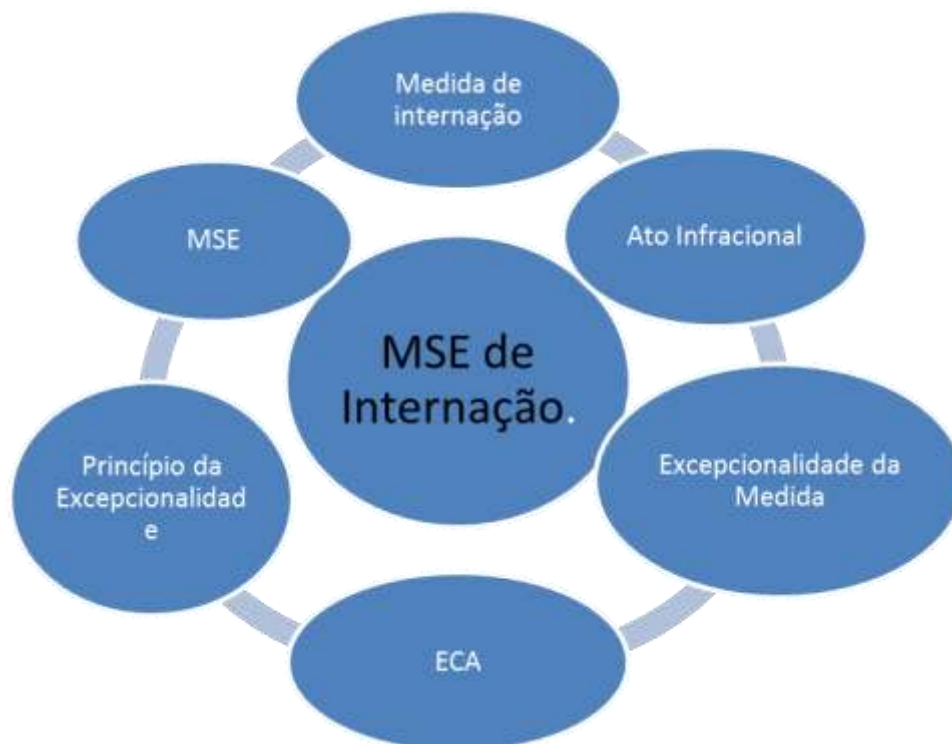 Medida de
internação
MSE
Ato Infracional
MSE de
Internação.
Princípio da
Excepcionalidad
e
Excepcionalidade da
Medida
ECA